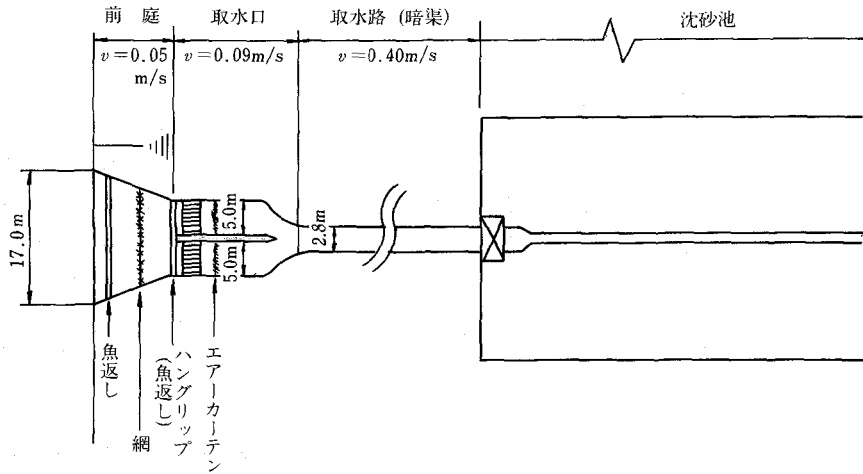 前庭
取水口
取水路(暗渠)
沈砂池
v=0.05
m/s
v=0.09m/s
v=0.40m/s
17.0m
5.0m
5.0m
2.8m
魚返し
網
ハングリップ
(魚返し)
エアーカーテン